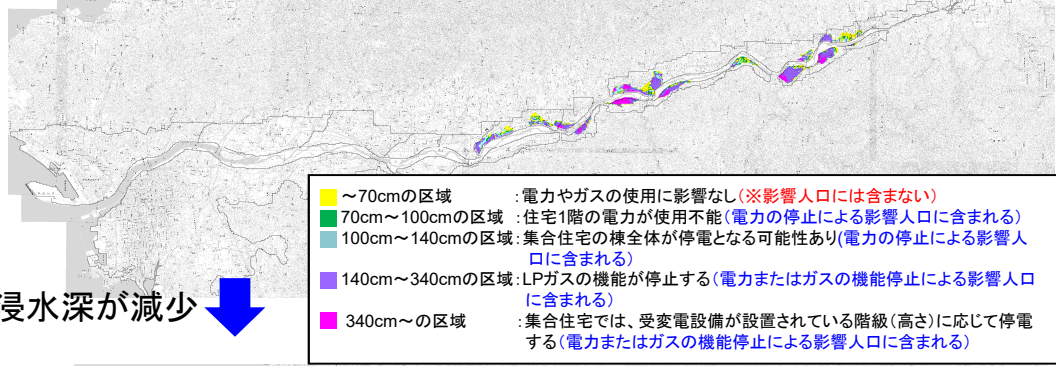 ～70cmの区域　：電力やガスの使用に影響なし(※影響人口には含まない)
70cm～100cmの区域：住宅1階の電力が使用不能(電力の停止による影響人口に含まれる)
100cm～140cmの区域：集合住宅の棟全体が停電となる可能性あり(電力の停止による影響人
口に含まれる)
140cm～340cmの区域：LPガスの機能が停止する(電力またはガスの機能停止による影響人口
に含まれる)
340cm～の区域　：集合住宅では、受変電設備が設置されている階級(高さ)に応じて停電
する(電力またはガスの機能停止による影響人口に含まれる)
浸水深が減少